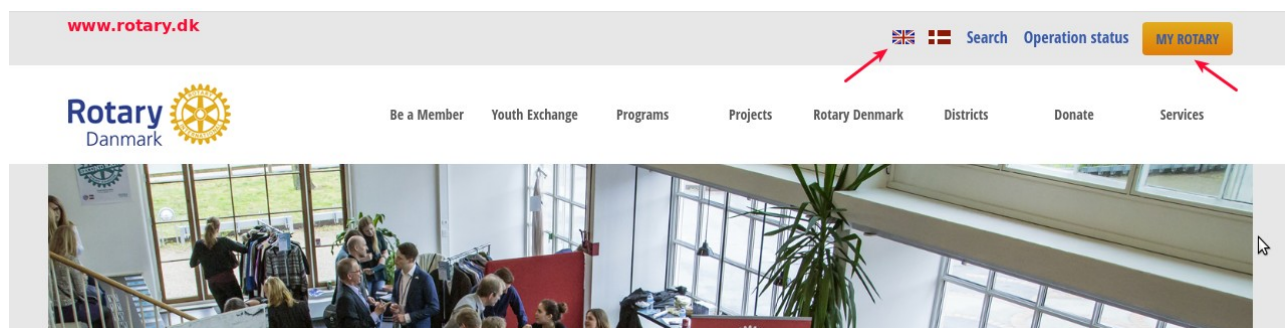 www.rotary.dk
Search Operation status MY ROTARY
Rotary
Danmark
Be a Member Youth Exchange Programs Projects Rotary Denmark Districts Donate Services